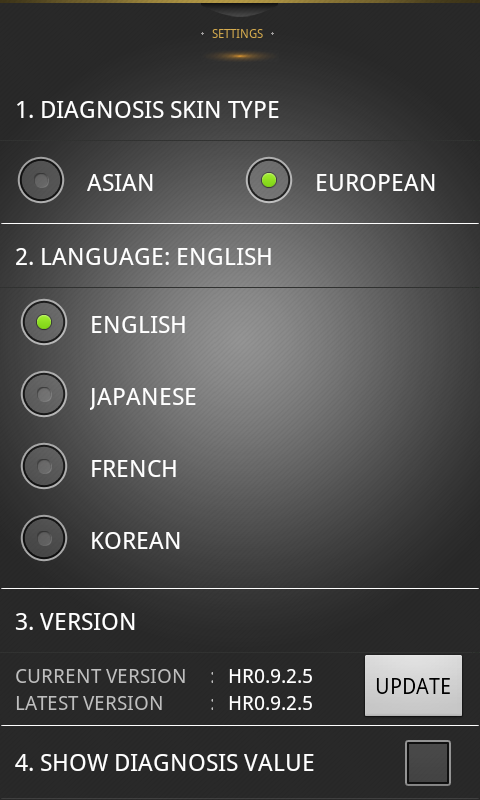 SETTINGS
1. DIAGNOSIS SKIN TYPE
ASIAN EUROPEAN
2. LANGUAGE: ENGLISH
ENGLISH
JAPANESE
FRENCH
KOREAN
3. VERSION
CURRENT VERSION : HR0.9.2.5
LATEST VERSION : HR0.9.2.5
UPDATE
4. SHOW DIAGNOSIS VALUE